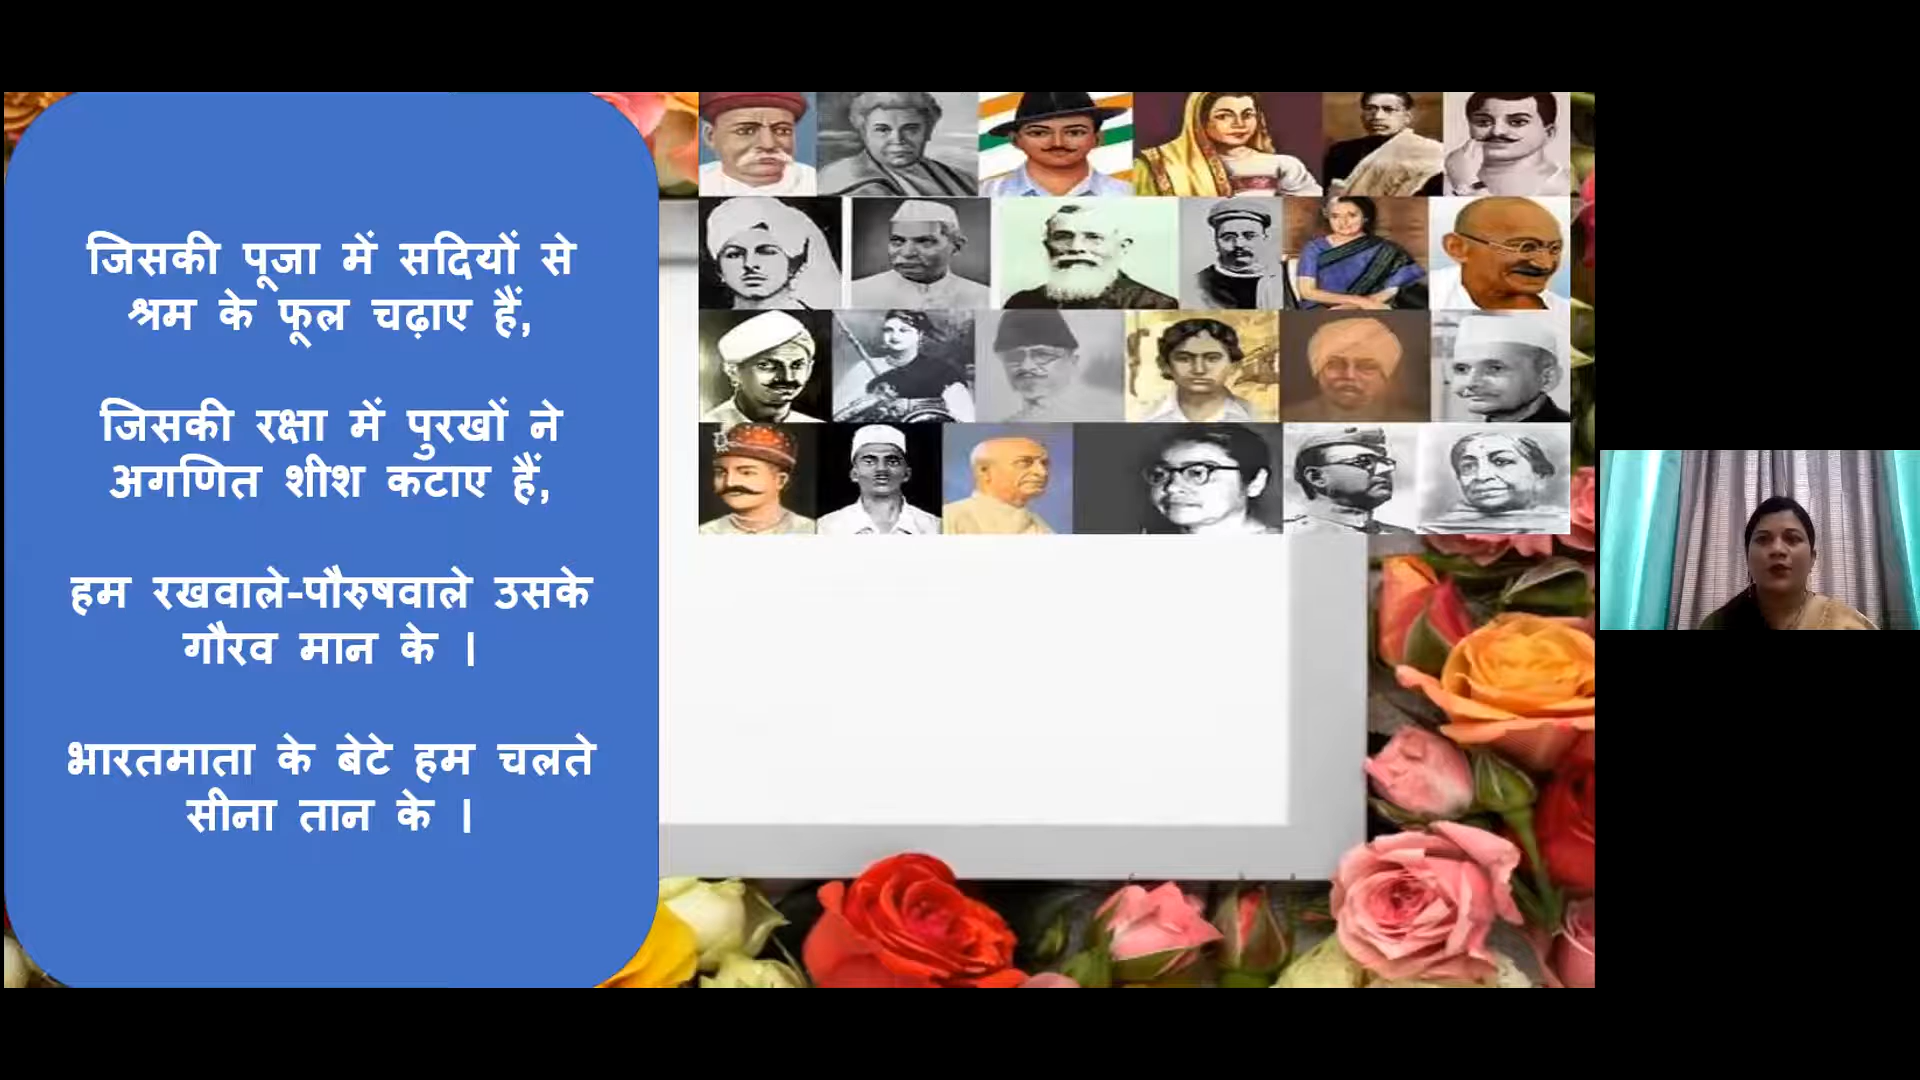 जिसकी पूजा में सदियों से
श्रम के फूल चढ़ाए हैं,
जिसकी रक्षा में पुरखों ने
अगणित शीश कटाए हैं,
हम रखवाले-पौरुषवाले उसके
गौरव मान के |
भारतमाता के बेटे हम चलते
सीना तान के |